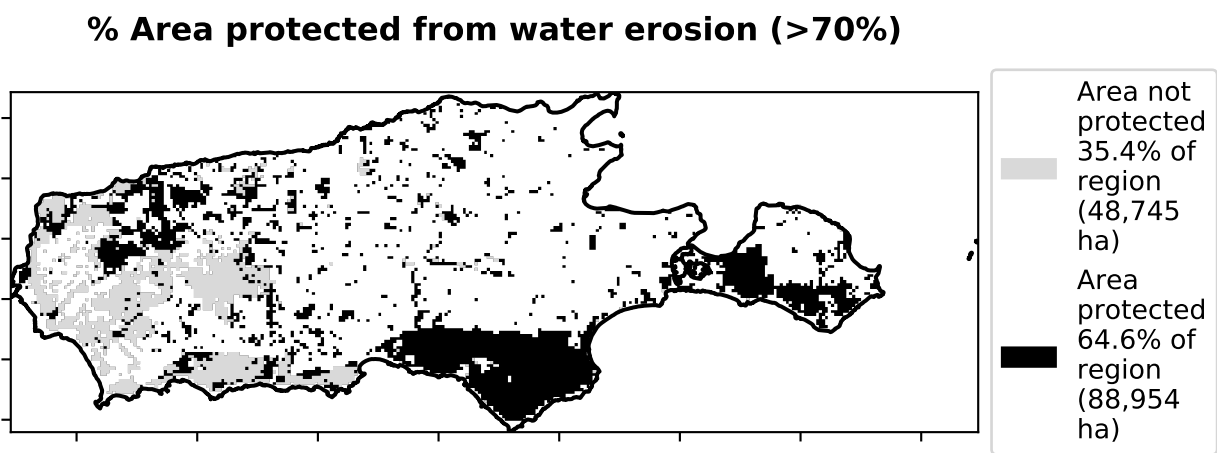 % Area protected from water erosion (>70%)
Area not
protected
35.4% of
region
(48,745
ha)
Area
protected
64.6% of
region
(88,954
ha)